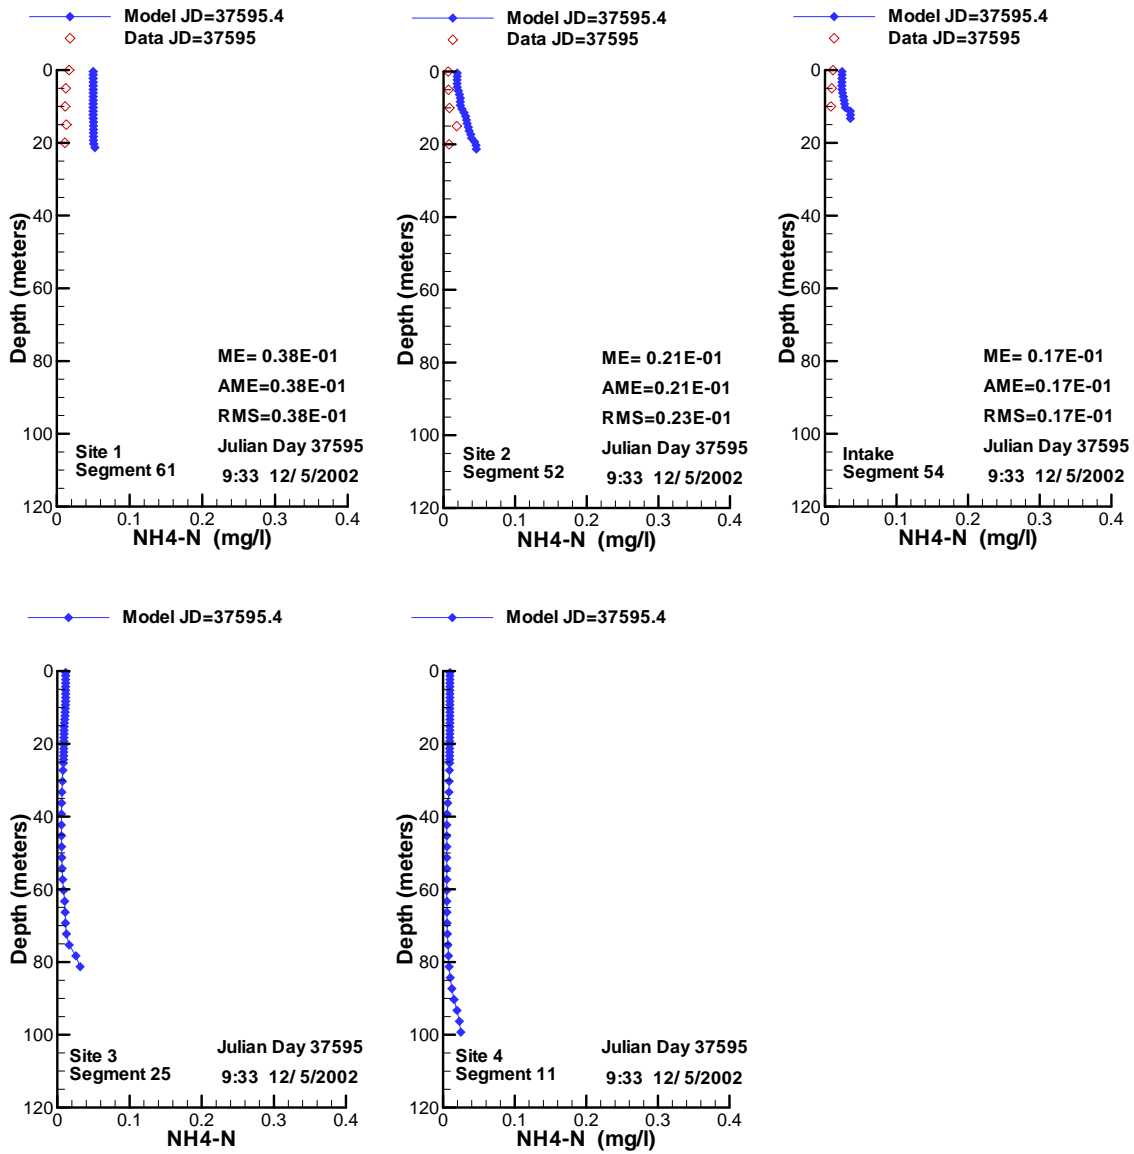 Model JD=37595.4
Data JD=37595
0
20
40
60
80
100
120
Depth (meters)
ME= 0.38E-01
AME=0.38E-01
RMS=0.38E-01
Site 1
Segment 61
Julian Day 37595
9:33 12/ 5/2002
0 0.1 0.2 0.3 0.4
NH4-N (mg/l)
Model JD=37595.4
Data JD=37595
0
20
40
60
80
100
120
Depth (meters)
ME= 0.21E-01
AME=0.21E-01
RMS=0.23E-01
Site 2
Segment 52
Julian Day 37595
9:33 12/ 5/2002
0 0.1 0.2 0.3 0.4
NH4-N (mg/l)
Model JD=37595.4
Data JD=37595
0
20
40
60
80
100
120
Depth (meters)
ME= 0.17E-01
AME=0.17E-01
RMS=0.17E-01
Intake
Segment 54
Julian Day 37595
9:33 12/ 5/2002
0 0.1 0.2 0.3 0.4
NH4-N (mg/l)
Model JD=37595.4
0
20
40
60
80
100
120
Depth (meters)
Site 3
Segment 25
Julian Day 37595
9:33 12/ 5/2002
0 0.1 0.2 0.3 0.4
NH4-N
Model JD=37595.4
0
20
40
60
80
100
120
Depth (meters)
Site 4
Segment 11
Julian Day 37595
9:33 12/ 5/2002
0 0.1 0.2 0.3 0.4
NH4-N (mg/l)